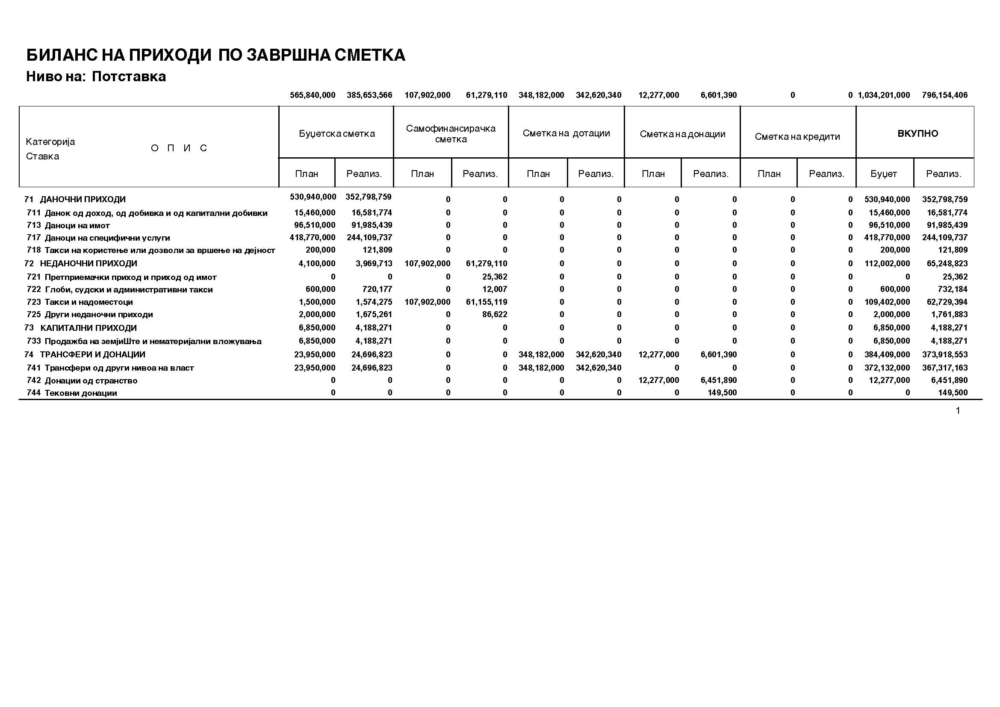 БИЛАНС НА ПРИХОДИ ПО ЗАВРШНА СМЕТКА
Ниво на: Потставка
565,840,000 385,653,566 107,902,000 61,279,110 348,182,000 342,620,340 12,277,000 6,601,390 0 0 1,034,201,000 796,154,406
Категорија
Ставка
О П И С
Буџетска сметка
Самофинансирачка
сметка
Сметка на дотации
Сметка на донации
Сметка на кредити
ВКУПНО
План Реализ. План Реализ. План Реализ. План Реализ. План Реализ. Буџет Реализ.
71 ДАНОЧНИ ПРИХОДИ 530,940,000 352,798,759 0 0 0 0 0 0 0 0 530,940,000 352,798,759
711 Данок од доход, од добивка и од капитални добивки 15,460,000 16,581,774 0 0 0 0 0 0 0 0 15,460,000 16,581,774
713 Даноци на имот 96,510,000 91,985,439 0 0 0 0 0 0 0 0 96,510,000 91,985,439
717 Даноци на специфични услуги 418,770,000 244,109,737 0 0 0 0 0 0 0 0 418,770,000 244,109,737
718 Такси на користење или дозволи за вршење на дејност 200,000 121,809 0 0 0 0 0 0 0 0 200,000 121,809
72 НЕДАНОЧНИ ПРИХОДИ 4,100,000 3,969,713 107,902,000 61,279,110 0 0 0 0 0 0 112,002,000 65,248,823
721 Претприемачки приход и приход од имот 0 0 0 25,362 0 0 0 0 0 0 0 25,362
722 Глоби, судски и административни такси 600,000 720,177 0 12,007 0 0 0 0 0 0 600,000 732,184
723 Такси и надоместоци 1,500,000 1,574,275 107,902,000 61,155,119 0 0 0 0 0 0 109,402,000 62,729,394
725 Други неданочни приходи 2,000,000 1,675,261 0 86,622 0 0 0 0 0 0 2,000,000 1,761,883
73 КАПИТАЛНИ ПРИХОДИ 6,850,000 4,188,271 0 0 0 0 0 0 0 0 6,850,000 4,188,271
733 Продажба на земјиШте и нематеријални вложувања 6,850,000 4,188,271 0 0 0 0 0 0 0 0 6,850,000 4,188,271
74 ТРАНСФЕРИ И ДОНАЦИИ 23,950,000 24,696,823 0 0 348,182,000 342,620,340 12,277,000 6,601,390 0 0 384,409,000 373,918,553
741 Трансфери од други нивоа на власт 23,950,000 24,696,823 0 0 348,182,000 342,620,340 0 0 0 0 372,132,000 367,317,163
742 Донации од странство 0 0 0 0 0 0 12,277,000 6,451,890 0 0 12,277,000 6,451,890
744 Тековни донации 0 0 0 0 0 0 0 149,500 0 0 0 149,500
1